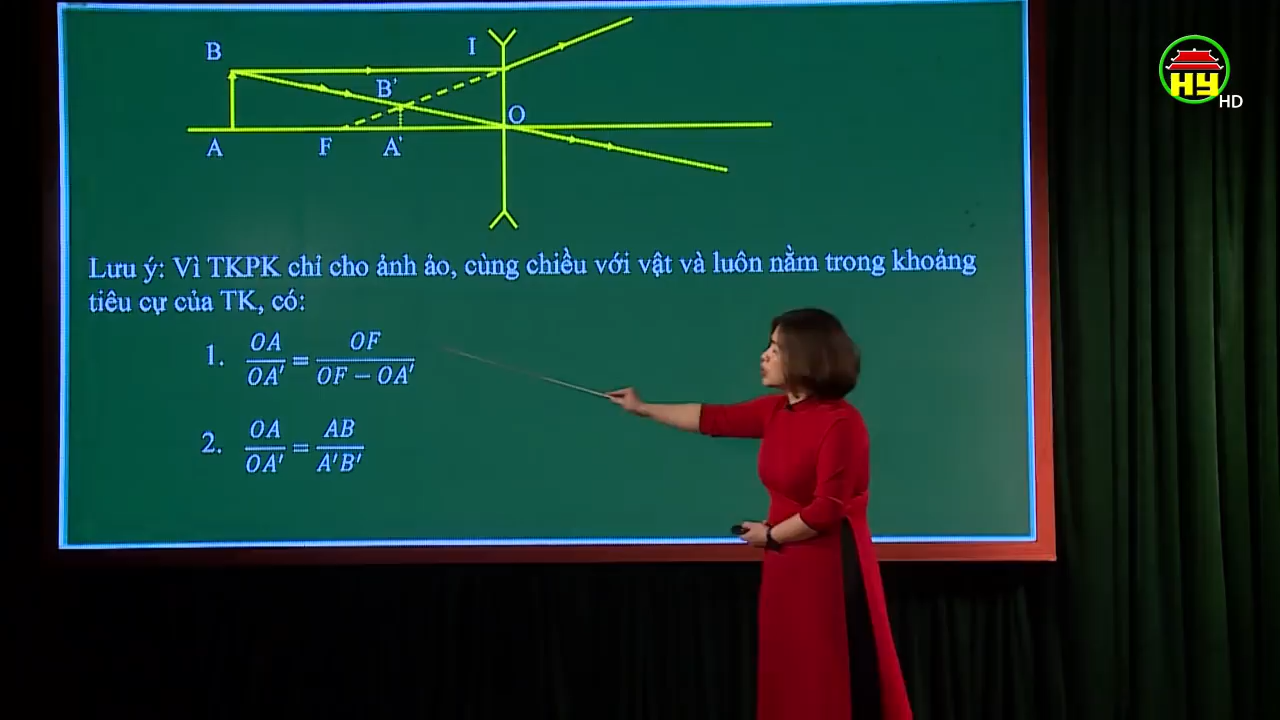 B
I
B'
O
A
F
A'
Lưu ý: Vì TKPK chỉ cho ảnh ảo, cùng chiều với vật và luôn nằm trong khoảng
tiêu cự của TK, có:
1. OA/OA' = OF/(OF – OA')
2. OA/OA' = AB/A'B'
HY
HD